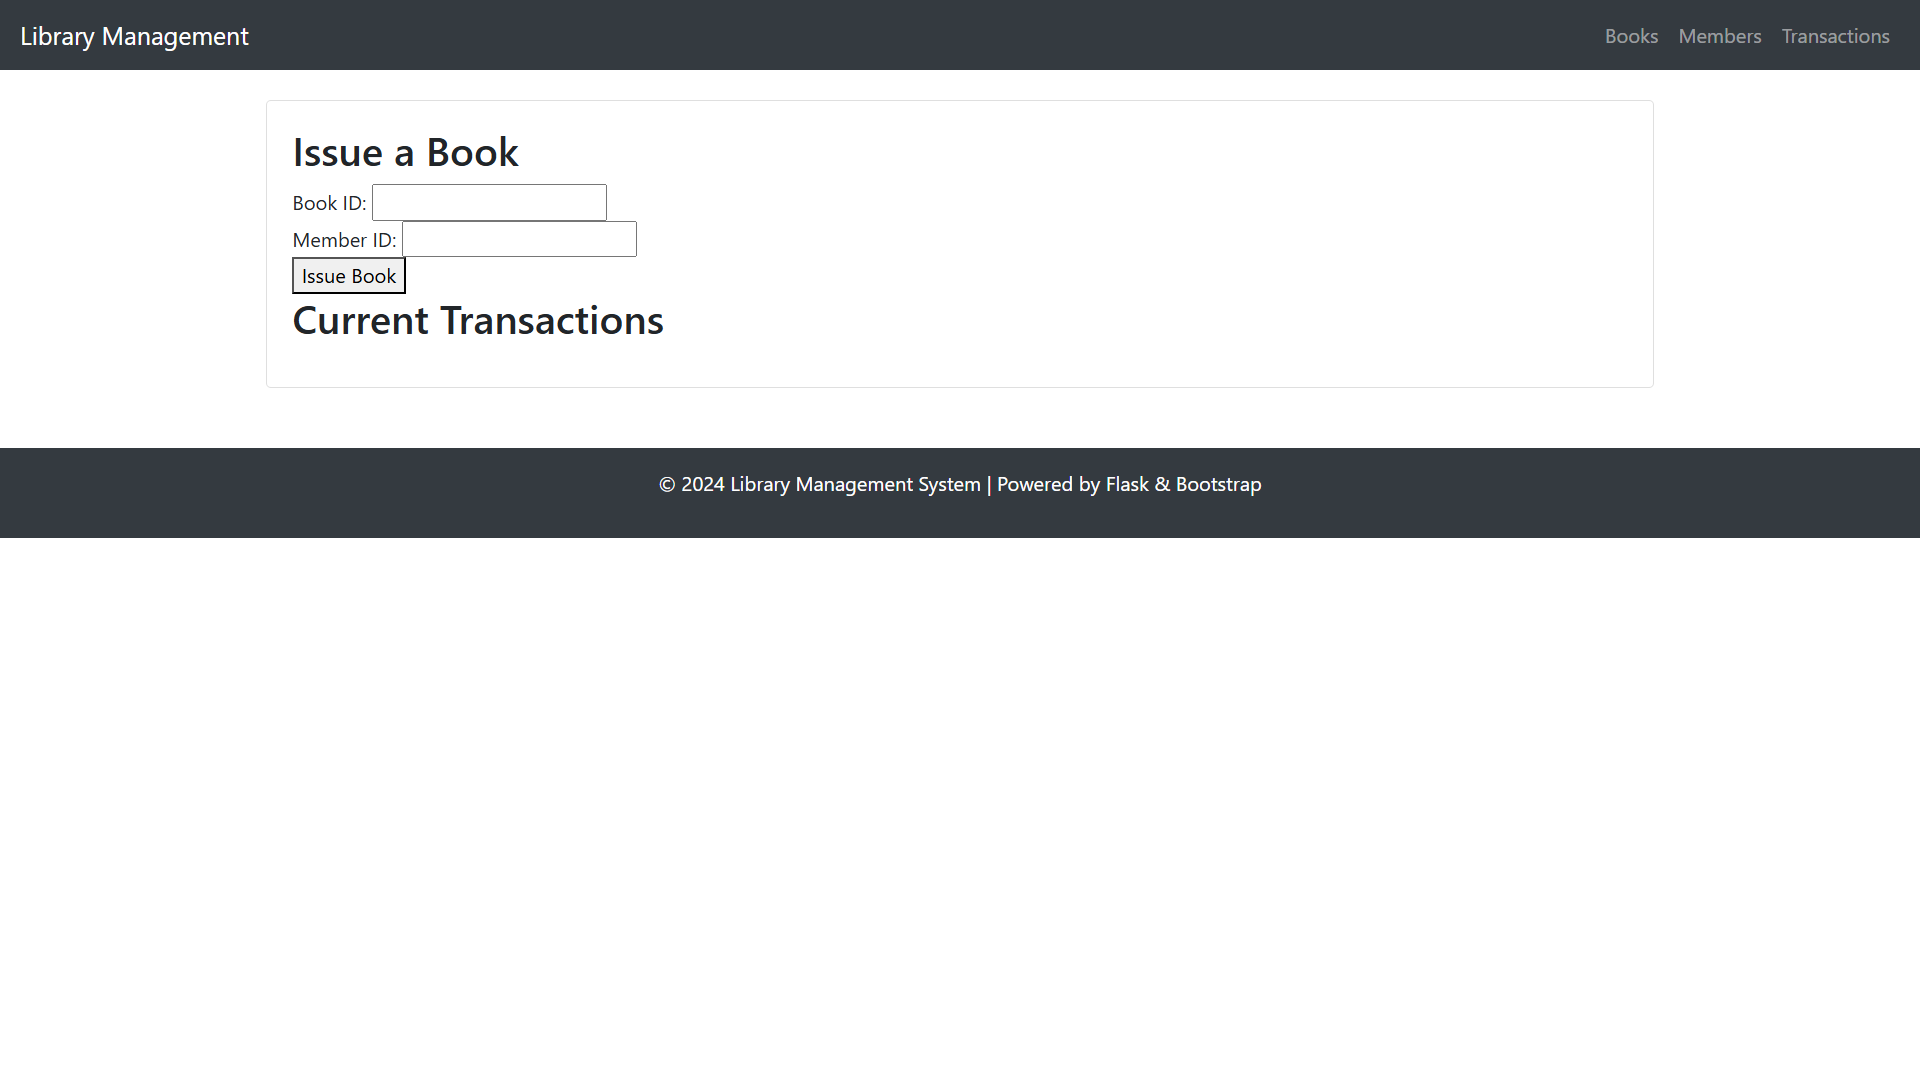 Library Management
Books Members Transactions
Issue a Book
Book ID:
Member ID:
Issue Book
Current Transactions
© 2024 Library Management System | Powered by Flask & Bootstrap